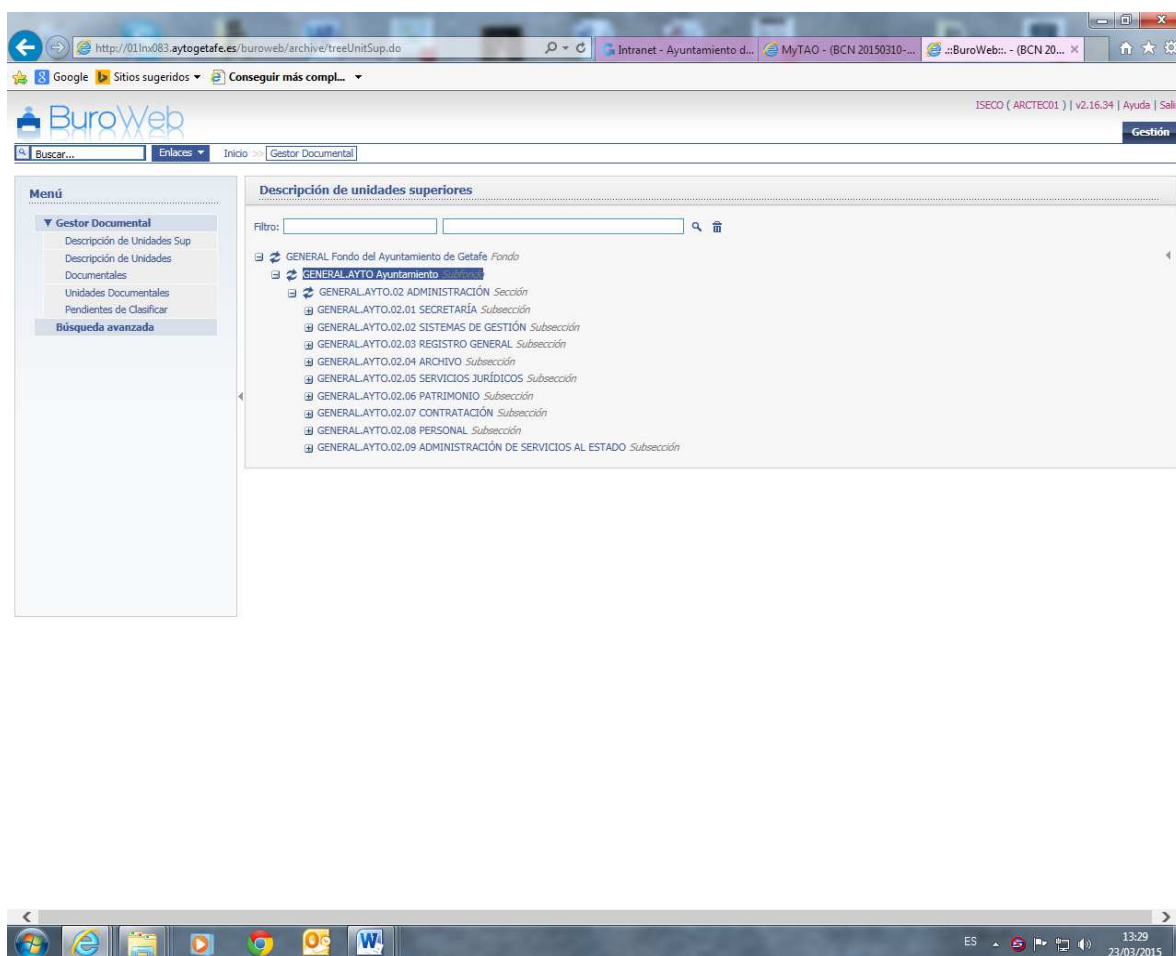 http://01lnx083.aytogetafe.es/buroweb/archive/treeUnitSup.do
Intranet - Ayuntamiento d...
MyTAO - (BCN 20150310-...
.::BuroWeb::. - (BCN 20...
Google
Sitios sugeridos
Conseguir más compl...
ISECO ( ARCTEC01 ) | v2.16.34 | Ayuda | Sali
BuroWeb
Gestión
Buscar...
Enlaces
Inicio >> Gestor Documental
Menú
Gestor Documental
Descripción de Unidades Sup
Descripción de Unidades
Documentales
Unidades Documentales
Pendientes de Clasificar
Búsqueda avanzada
Descripción de unidades superiores
Filtro:
GENERAL Fondo del Ayuntamiento de Getafe Fondo
GENERAL.AYTO Ayuntamiento Subfondo
GENERAL.AYTO.02 ADMINISTRACIÓN Sección
GENERAL.AYTO.02.01 SECRETARÍA Subsección
GENERAL.AYTO.02.02 SISTEMAS DE GESTIÓN Subsección
GENERAL.AYTO.02.03 REGISTRO GENERAL Subsección
GENERAL.AYTO.02.04 ARCHIVO Subsección
GENERAL.AYTO.02.05 SERVICIOS JURÍDICOS Subsección
GENERAL.AYTO.02.06 PATRIMONIO Subsección
GENERAL.AYTO.02.07 CONTRATACIÓN Subsección
GENERAL.AYTO.02.08 PERSONAL Subsección
GENERAL.AYTO.02.09 ADMINISTRACIÓN DE SERVICIOS AL ESTADO Subsección
ES
13:29
23/03/2015